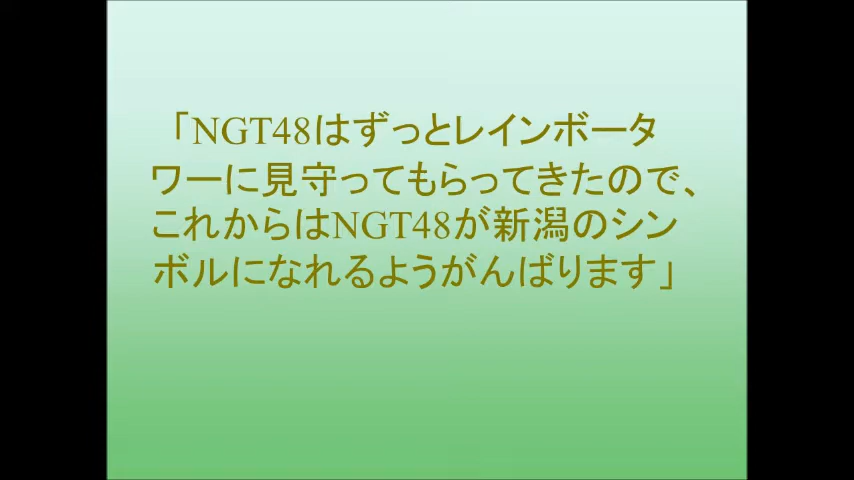 「NGT48はずっとレインボータ
ワーに見守ってもらってきたので、
これからはNGT48が新潟のシン
ボルになれるようがんばります」